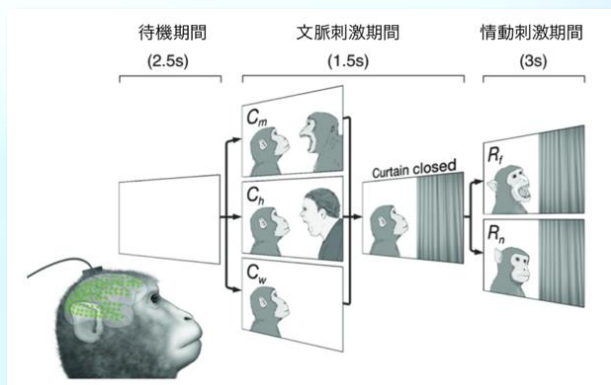 待機期間
(2.5s)
文脈刺激期間
(1.5s)
情動刺激期間
(3s)
Cm
Ch
Cw
Curtain closed
Rf
Rn